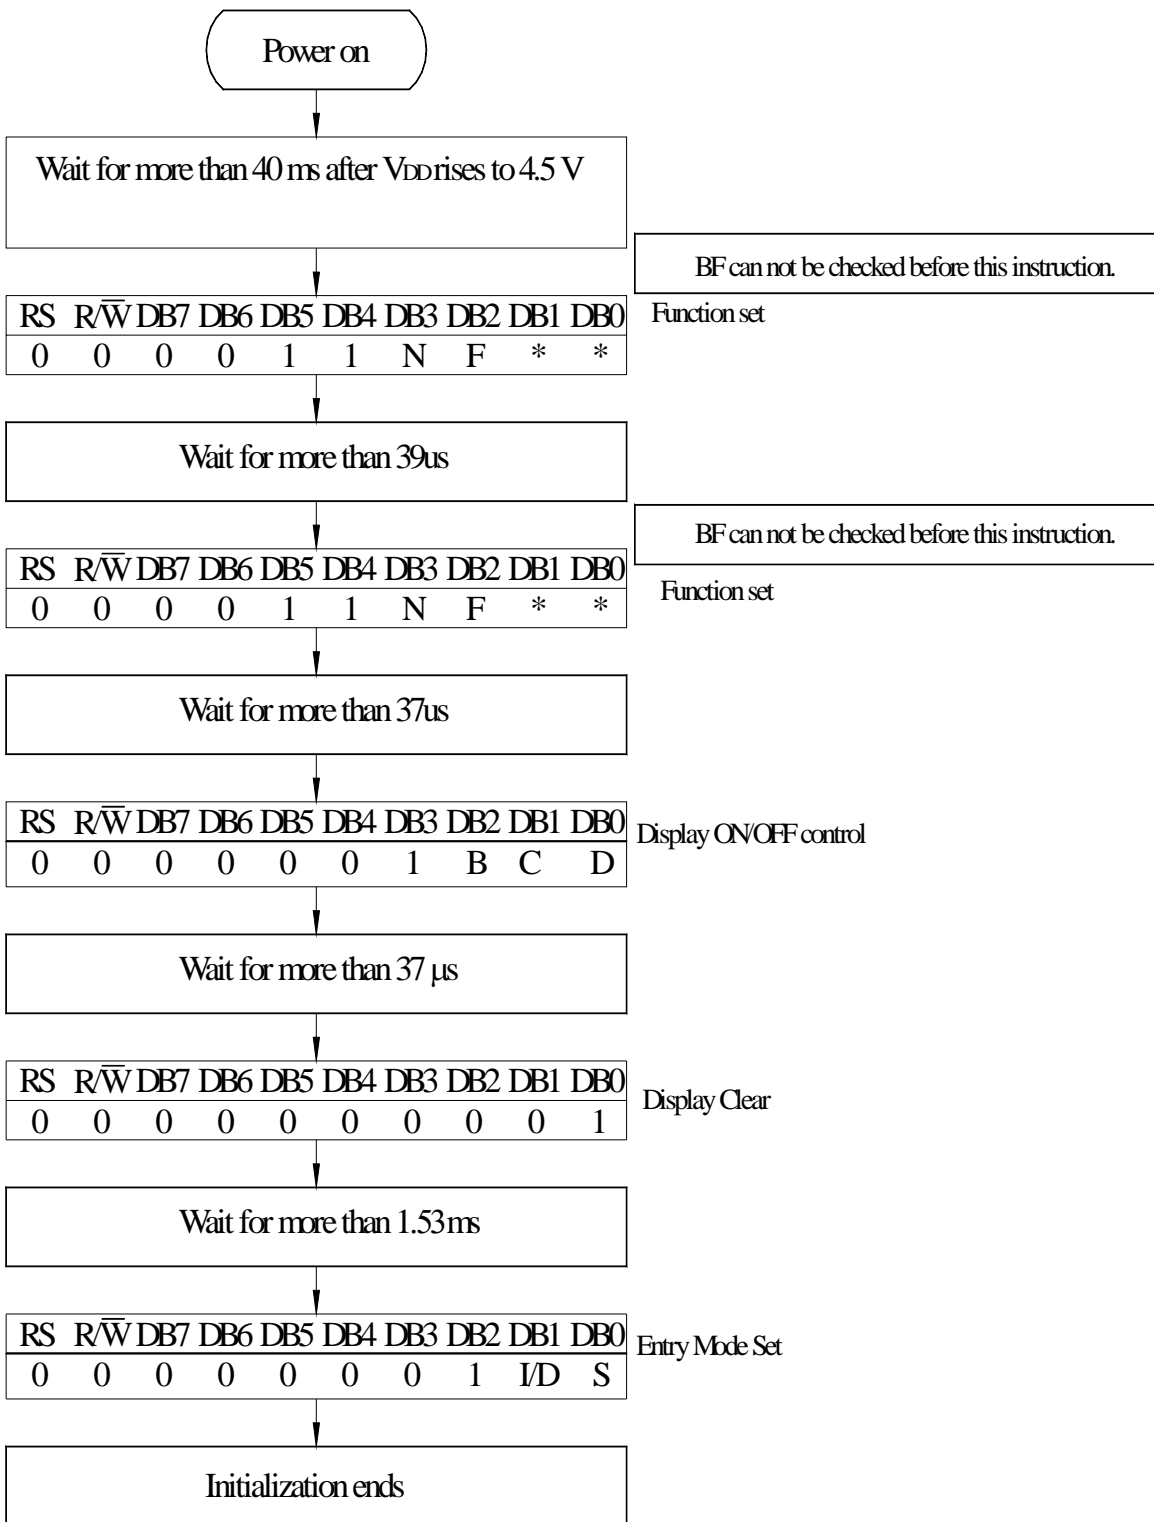 Power on
Wait for more than 40 ms after VDD rises to 4.5 V
BF can not be checked before this instruction.
RS R/W̅ DB7 DB6 DB5 DB4 DB3 DB2 DB1 DB0
Function set
0 0 0 0 1 1 N F * *
Wait for more than 39us
BF can not be checked before this instruction.
RS R/W̅ DB7 DB6 DB5 DB4 DB3 DB2 DB1 DB0
Function set
0 0 0 0 1 1 N F * *
Wait for more than 37us
RS R/W̅ DB7 DB6 DB5 DB4 DB3 DB2 DB1 DB0
Display ON/OFF control
0 0 0 0 0 0 1 B C D
Wait for more than 37 μs
RS R/W̅ DB7 DB6 DB5 DB4 DB3 DB2 DB1 DB0
Display Clear
0 0 0 0 0 0 0 0 0 1
Wait for more than 1.53 ms
RS R/W̅ DB7 DB6 DB5 DB4 DB3 DB2 DB1 DB0
Entry Mode Set
0 0 0 0 0 0 0 1 I/D S
Initialization ends